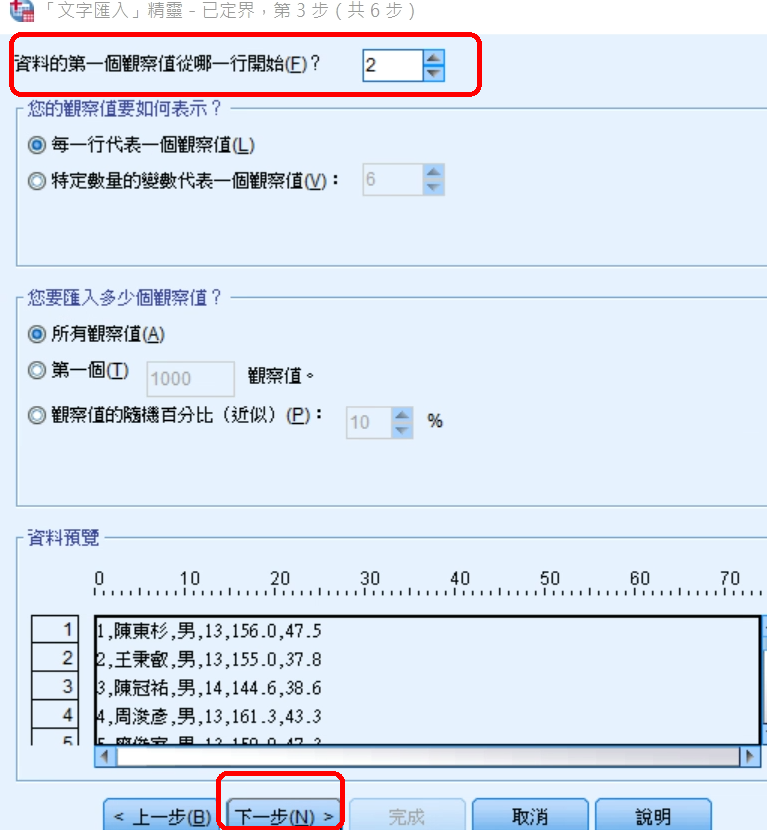 「文字匯入」精靈 - 已定界，第 3 步 ( 共 6 步 )
資料的第一個觀察值從哪一行開始(F)？ 2
您的觀察值要如何表示？
每一行代表一個觀察值(L)
特定數量的變數代表一個觀察值(V)： 6
您要匯入多少個觀察值？
所有觀察值(A)
第一個(T) 1000 觀察值。
觀察值的隨機百分比（近似）(P)： 10 %
資料預覽
0 10 20 30 40 50 60 70
1 1,陳東杉,男,13,156.0,47.5
2 2,王秉叡,男,13,155.0,37.8
3 3,陳冠祐,男,14,144.6,38.6
4 4,周浚彥,男,13,161.3,43.3
5
< 上一步(B) 下一步(N) > 完成 取消 說明